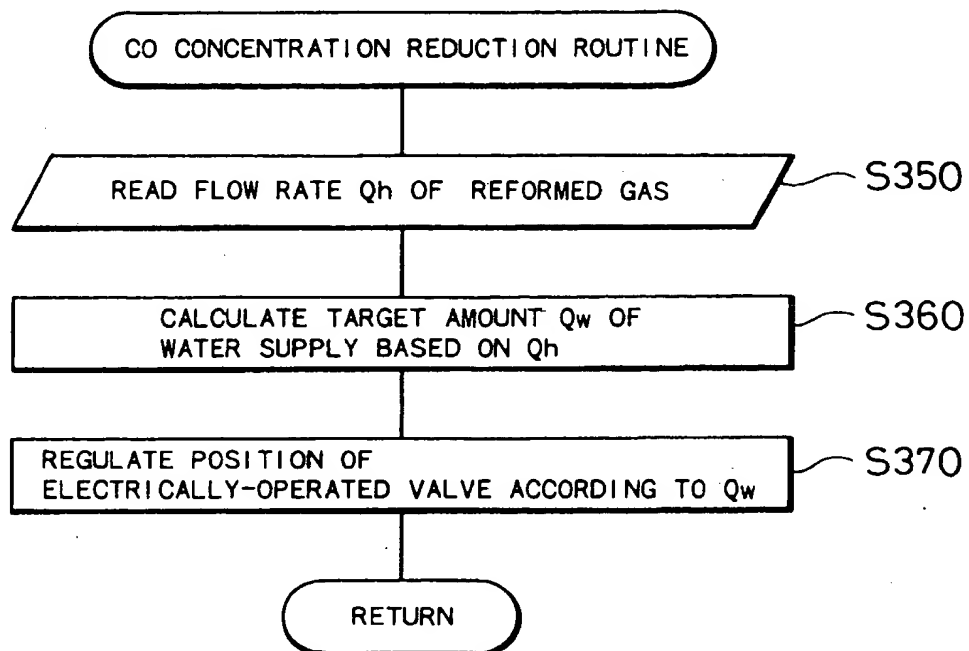 CO CONCENTRATION REDUCTION ROUTINE
READ FLOW RATE Qh OF REFORMED GAS
S350
CALCULATE TARGET AMOUNT Qw OF
WATER SUPPLY BASED ON Qh
S360
REGULATE POSITION OF
ELECTRICALLY-OPERATED VALVE ACCORDING TO Qw
S370
RETURN